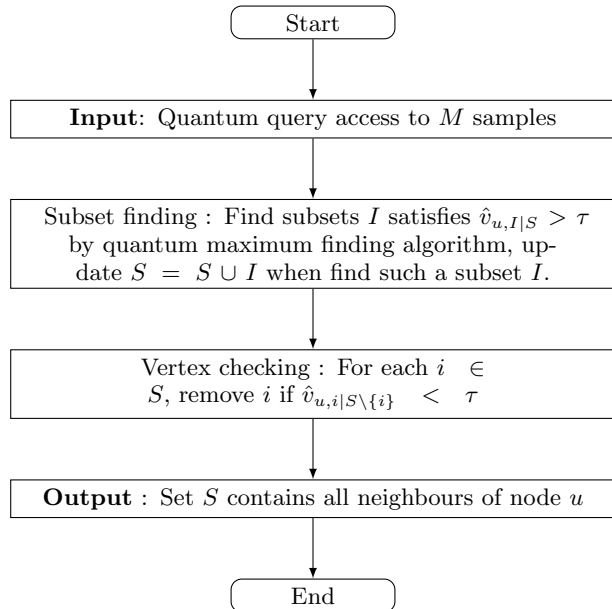 Start
Input: Quantum query access to M samples
Subset finding : Find subsets I satisfies v̂_{u,I|S} > τ
by quantum maximum finding algorithm, up-
date S = S ∪ I when find such a subset I.
Vertex checking : For each i ∈
S, remove i if v̂_{u,i|S\{i}} < τ
Output : Set S contains all neighbours of node u
End